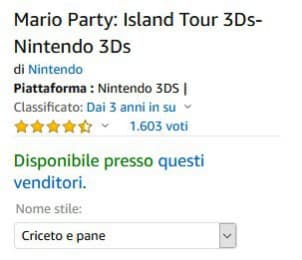 Mario Party: Island Tour 3Ds-
Nintendo 3Ds
di Nintendo
Piattaforma : Nintendo 3DS |
Classificato: Dai 3 anni in su
1.603 voti
Disponibile presso questi
venditori.
Nome stile:
Criceto e pane